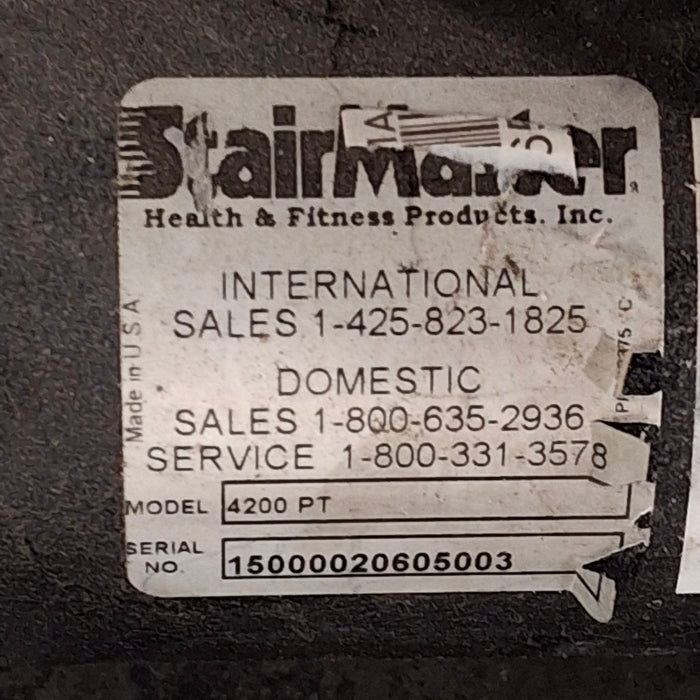 StairMaster
Health & Fitness Products, Inc.
INTERNATIONAL
SALES 1-425-823-1825
DOMESTIC
SALES 1-800-635-2936
SERVICE 1-800-331-3578
MODEL 4200 PT
SERIAL
NO. 15000020605003
Made in U S A